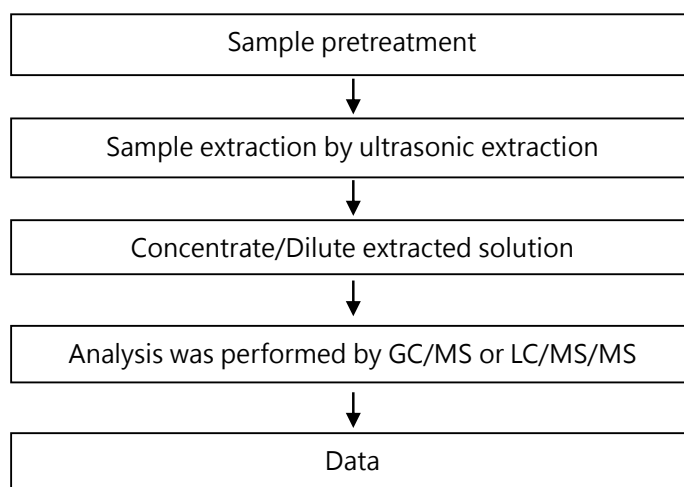 Sample pretreatment
Sample extraction by ultrasonic extraction
Concentrate/Dilute extracted solution
Analysis was performed by GC/MS or LC/MS/MS
Data